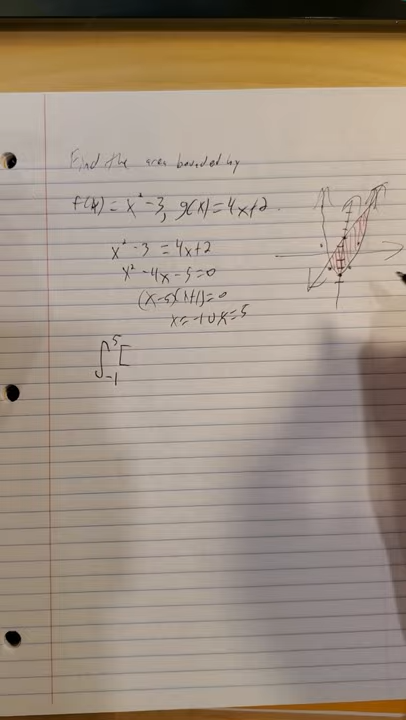 Find the area bounded by
f(x) = x² - 3, g(x) = 4x+2
x² - 3 = 4x+2
x² - 4x - 5 = 0
(x-5)(x+1) = 0
x = -1 or x = 5
∫₋₁⁵ [